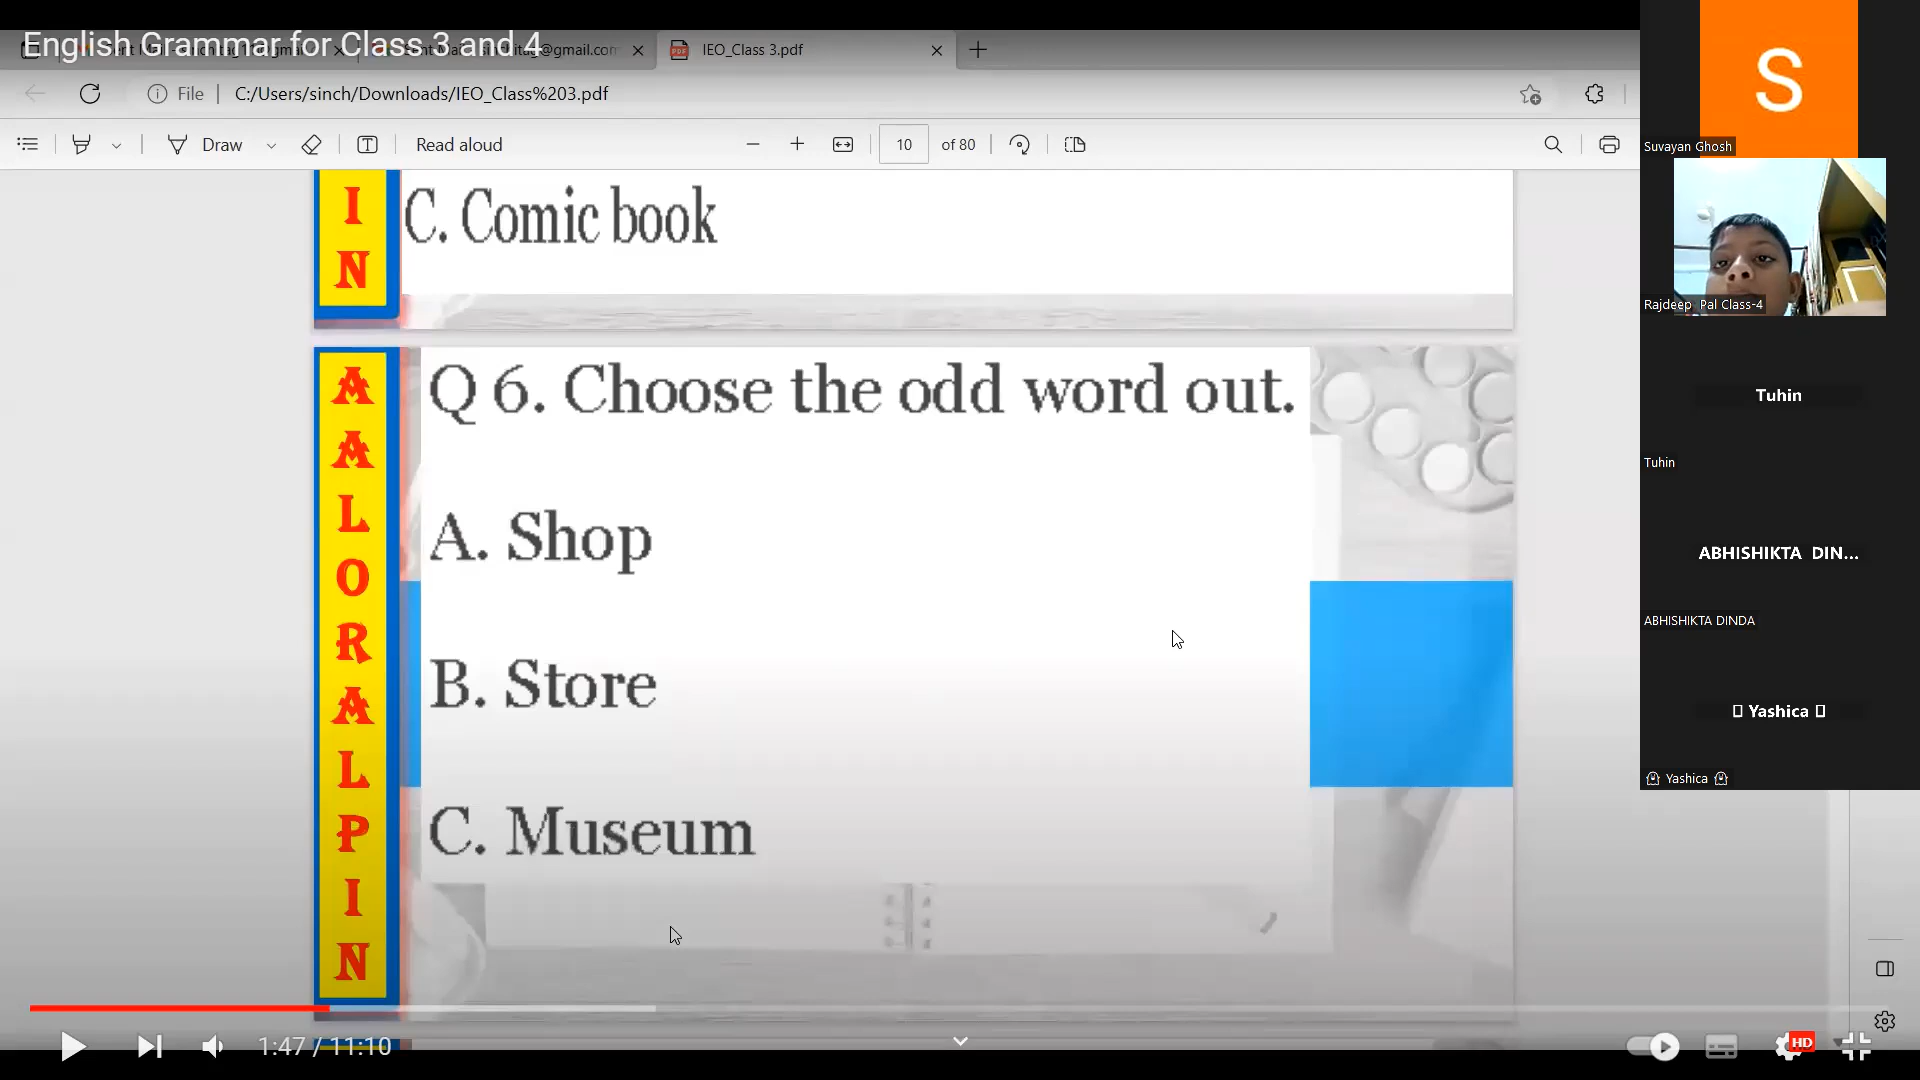 English Grammar for Class 3 and 4
@gmail.com
IEO_Class 3.pdf
File
C:/Users/sinch/Downloads/IEO_Class%203.pdf
Draw
Read aloud
10 of 80
I
N
C. Comic book
A
A
L
O
R
A
L
P
I
N
Q 6. Choose the odd word out.
A. Shop
B. Store
C. Museum
S
Suvayan Ghosh
Rajdeep Pal Class-4
Tuhin
Tuhin
ABHISHIKTA DIN...
ABHISHIKTA DINDA
Yashica
Yashica
1:47 / 11:10
HD